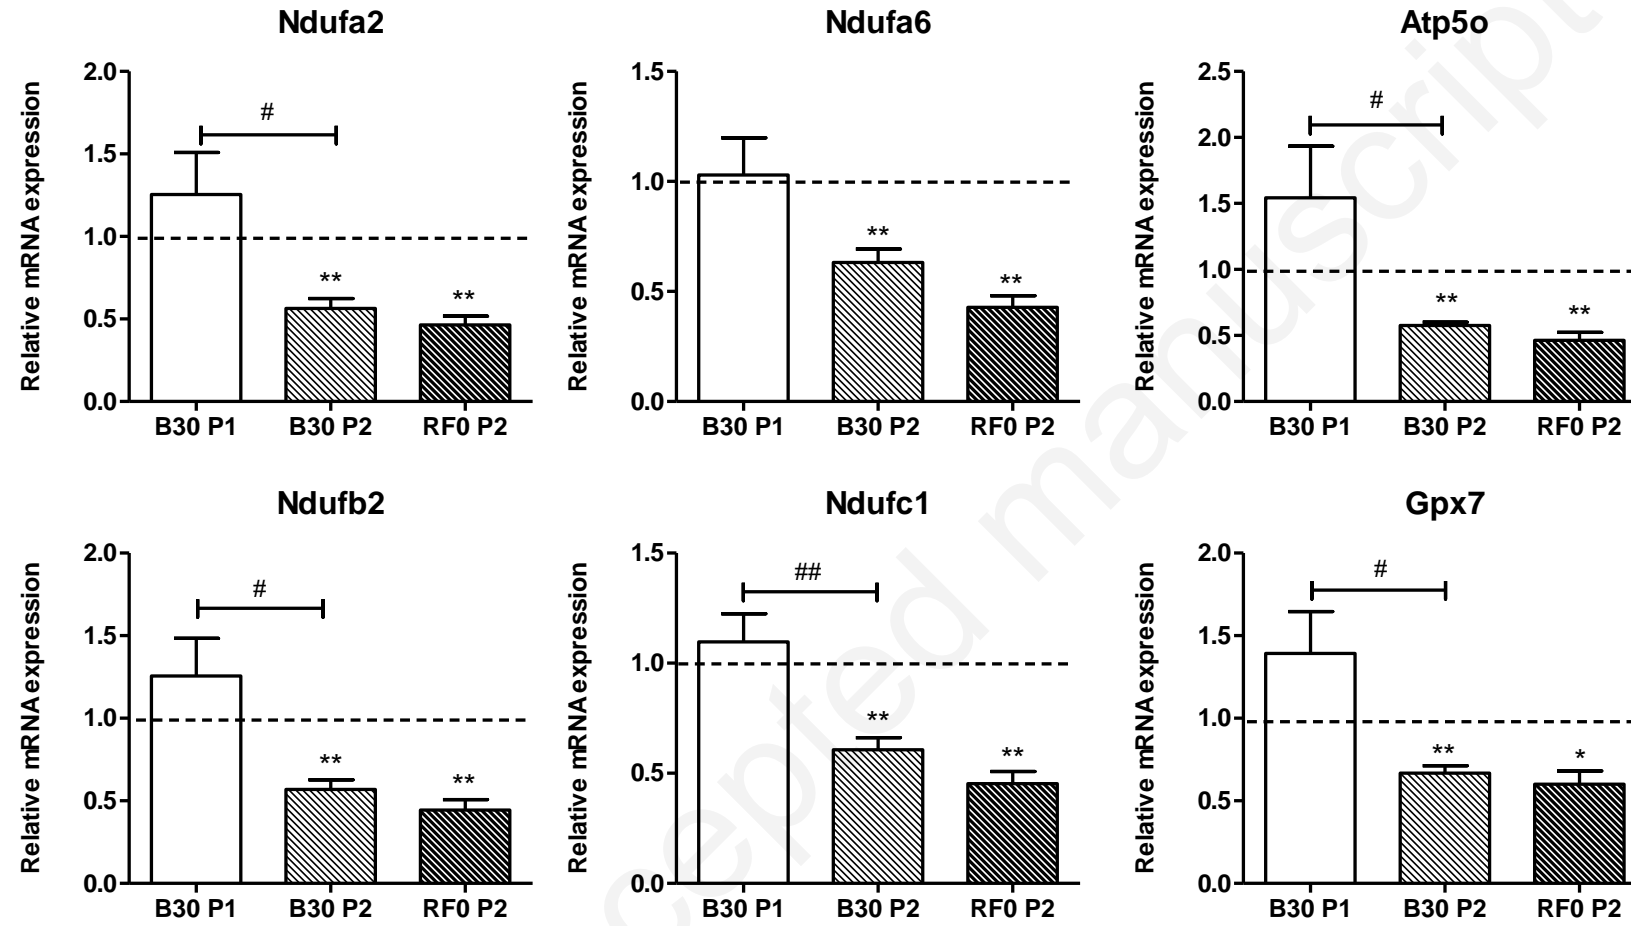 Ndufa2
Relative mRNA expression
2.0
1.5
1.0
0.5
0.0
#
**
**
B30 P1 B30 P2 RF0 P2
Ndufa6
Relative mRNA expression
1.5
1.0
0.5
0.0
**
**
B30 P1 B30 P2 RF0 P2
Atp5o
Relative mRNA expression
2.5
2.0
1.5
1.0
0.5
0.0
#
**
**
B30 P1 B30 P2 RF0 P2
Ndufb2
Relative mRNA expression
2.0
1.5
1.0
0.5
0.0
#
**
**
B30 P1 B30 P2 RF0 P2
Ndufc1
Relative mRNA expression
1.5
1.0
0.5
0.0
##
**
**
B30 P1 B30 P2 RF0 P2
Gpx7
Relative mRNA expression
2.0
1.5
1.0
0.5
0.0
#
**
*
B30 P1 B30 P2 RF0 P2
cepted manuscript